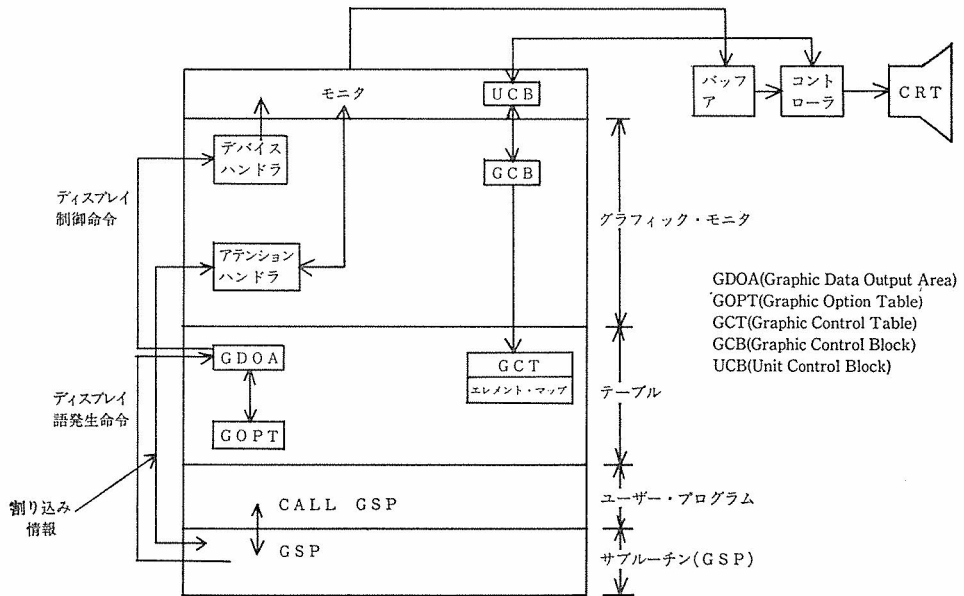 モニタ
UCB
バッフ
ァ
コント
ローラ
CRT
デバイス
ハンドラ
GCB
ディスプレイ
制御命令
グラフィック・モニタ
アテンション
ハンドラ
GDOA(Graphic Data Output Area)
GOPT(Graphic Option Table)
GCT(Graphic Control Table)
GCB(Graphic Control Block)
UCB(Unit Control Block)
GDOA
GCT
エレメント・マップ
テーブル
ディスプレイ
語発生命令
GOPT
割り込み
情報
CALL GSP
ユーザー・プログラム
GSP
サブルーチン(GSP)